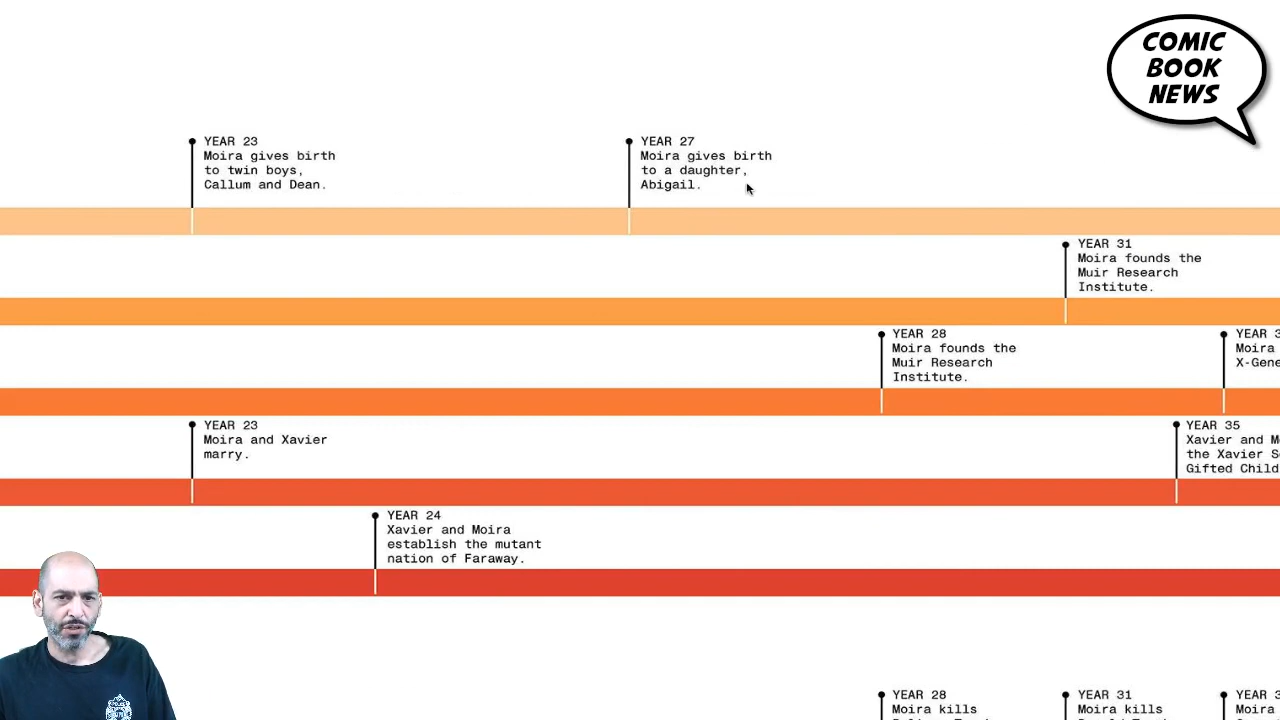 COMIC
BOOK
NEWS
YEAR 23
Moira gives birth
to twin boys,
Callum and Dean.
YEAR 27
Moira gives birth
to a daughter,
Abigail.
YEAR 31
Moira founds the
Muir Research
Institute.
YEAR 28
Moira founds the
Muir Research
Institute.
YEAR 3
Moira
X-Gene
YEAR 23
Moira and Xavier
marry.
YEAR 35
Xavier and M
the Xavier S
Gifted Child
YEAR 24
Xavier and Moira
establish the mutant
nation of Faraway.
YEAR 28
Moira kills
YEAR 31
Moira kills
YEAR 3
Moira